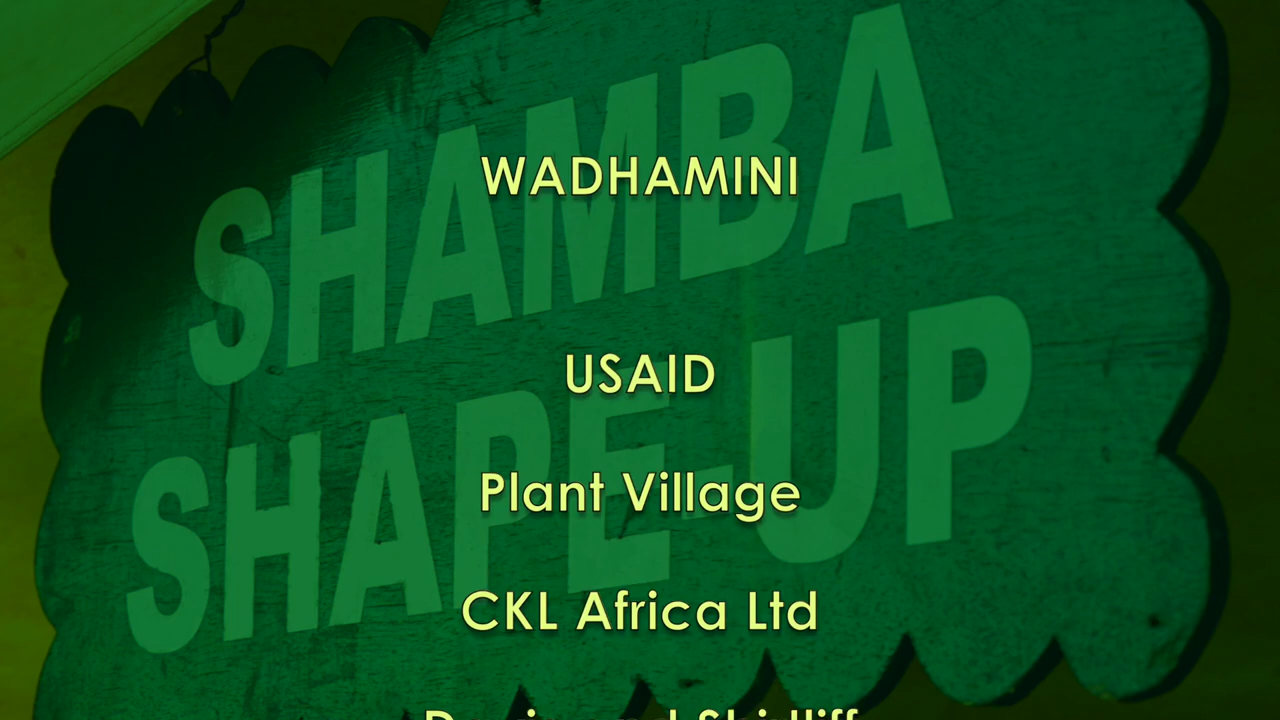 SHAMBA
SHAPE-UP
WADHAMINI
USAID
Plant Village
CKL Africa Ltd